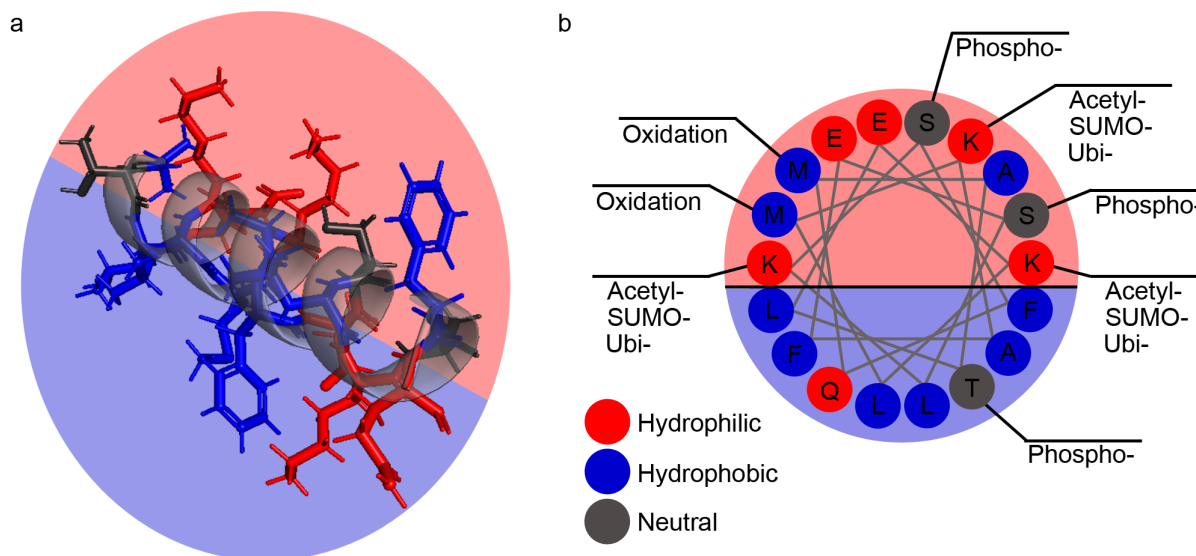 a
b
Phospho-
Acetyl-
SUMO-
Ubi-
Oxidation
Oxidation
Phospho-
Acetyl-
SUMO-
Ubi-
Acetyl-
SUMO-
Ubi-
Phospho-
E
E
S
K
M
A
M
S
K
K
L
F
F
A
Q
L
L
T
Hydrophilic
Hydrophobic
Neutral